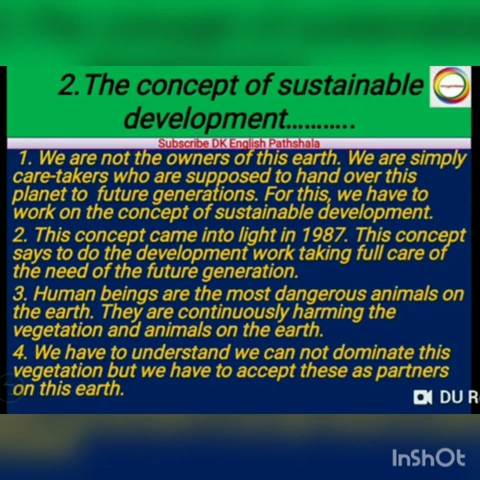 2.The concept of sustainable
development...........
Subscribe DK English Pathshala
1. We are not the owners of this earth. We are simply
care-takers who are supposed to hand over this
planet to future generations. For this, we have to
work on the concept of sustainable development.
2. This concept came into light in 1987. This concept
says to do the development work taking full care of
the need of the future generation.
3. Human beings are the most dangerous animals on
the earth. They are continuously harming the
vegetation and animals on the earth.
4. We have to understand we can not dominate this
vegetation but we have to accept these as partners
on this earth.
DU R
InShOt